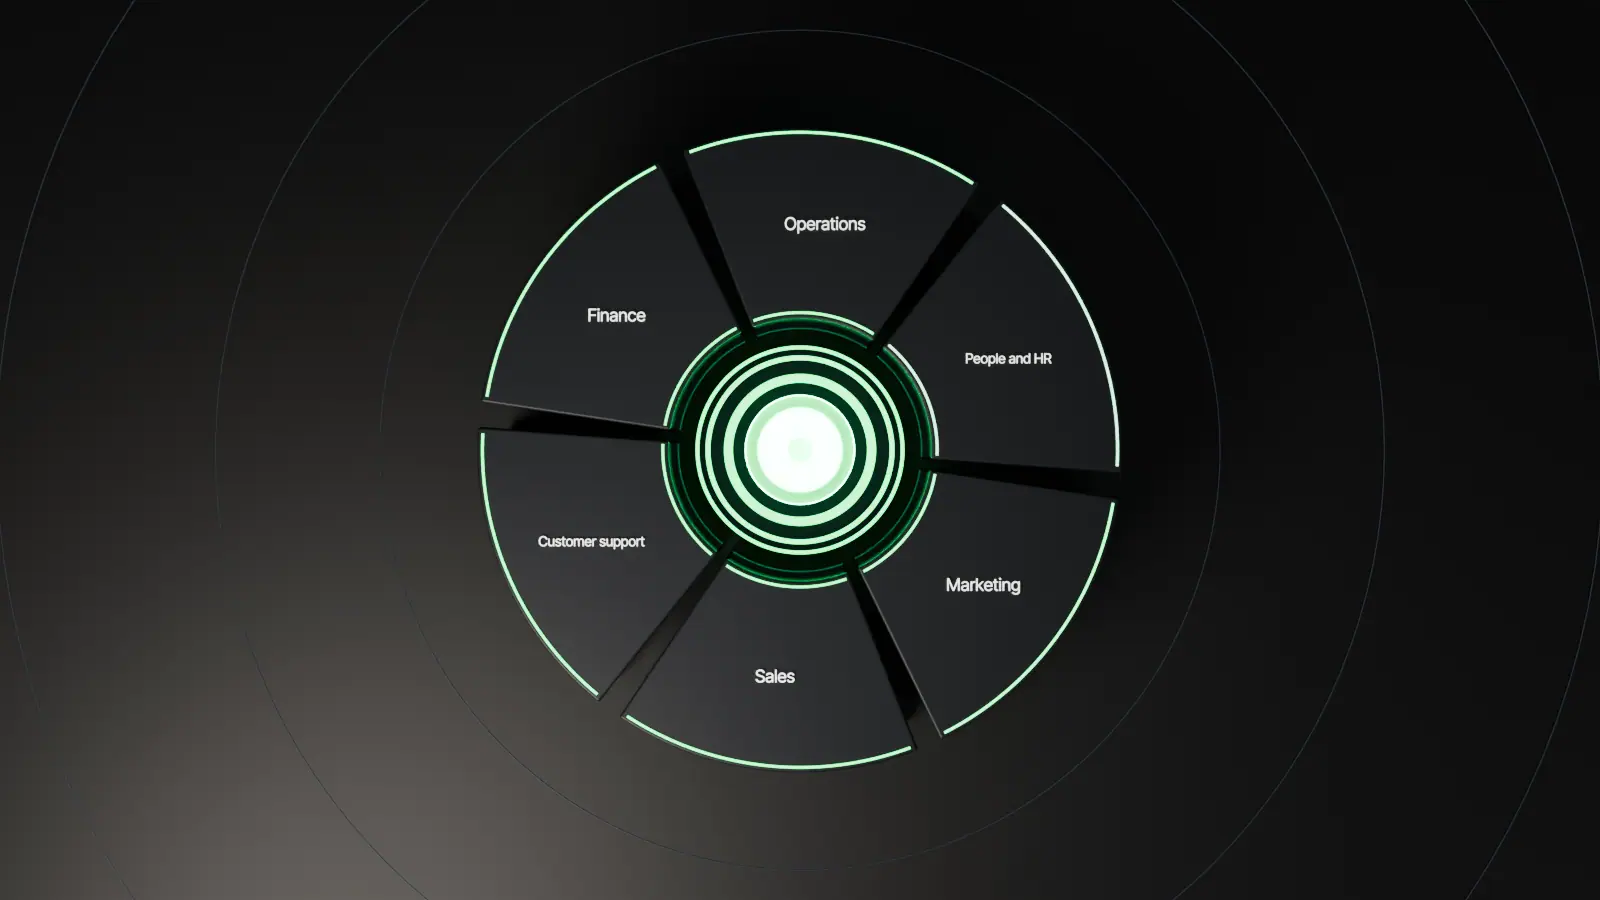 Operations
Finance
People and HR
Customer support
Marketing
Sales